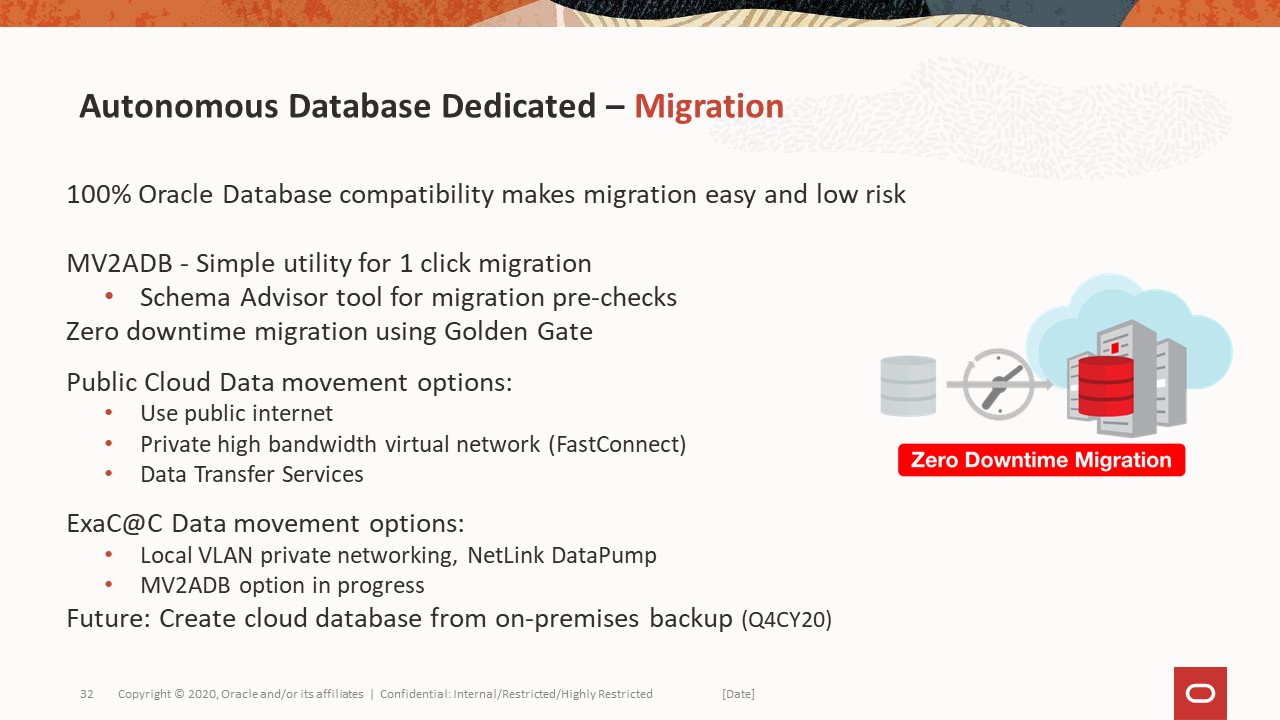 Autonomous Database Dedicated – Migration
100% Oracle Database compatibility makes migration easy and low risk
MV2ADB - Simple utility for 1 click migration
• Schema Advisor tool for migration pre-checks
Zero downtime migration using Golden Gate
Public Cloud Data movement options:
• Use public internet
• Private high bandwidth virtual network (FastConnect)
• Data Transfer Services
Zero Downtime Migration
ExaC@C Data movement options:
• Local VLAN private networking, NetLink DataPump
• MV2ADB option in progress
Future: Create cloud database from on-premises backup (Q4CY20)
32 Copyright © 2020, Oracle and/or its affiliates | Confidential: Internal/Restricted/Highly Restricted [Date]